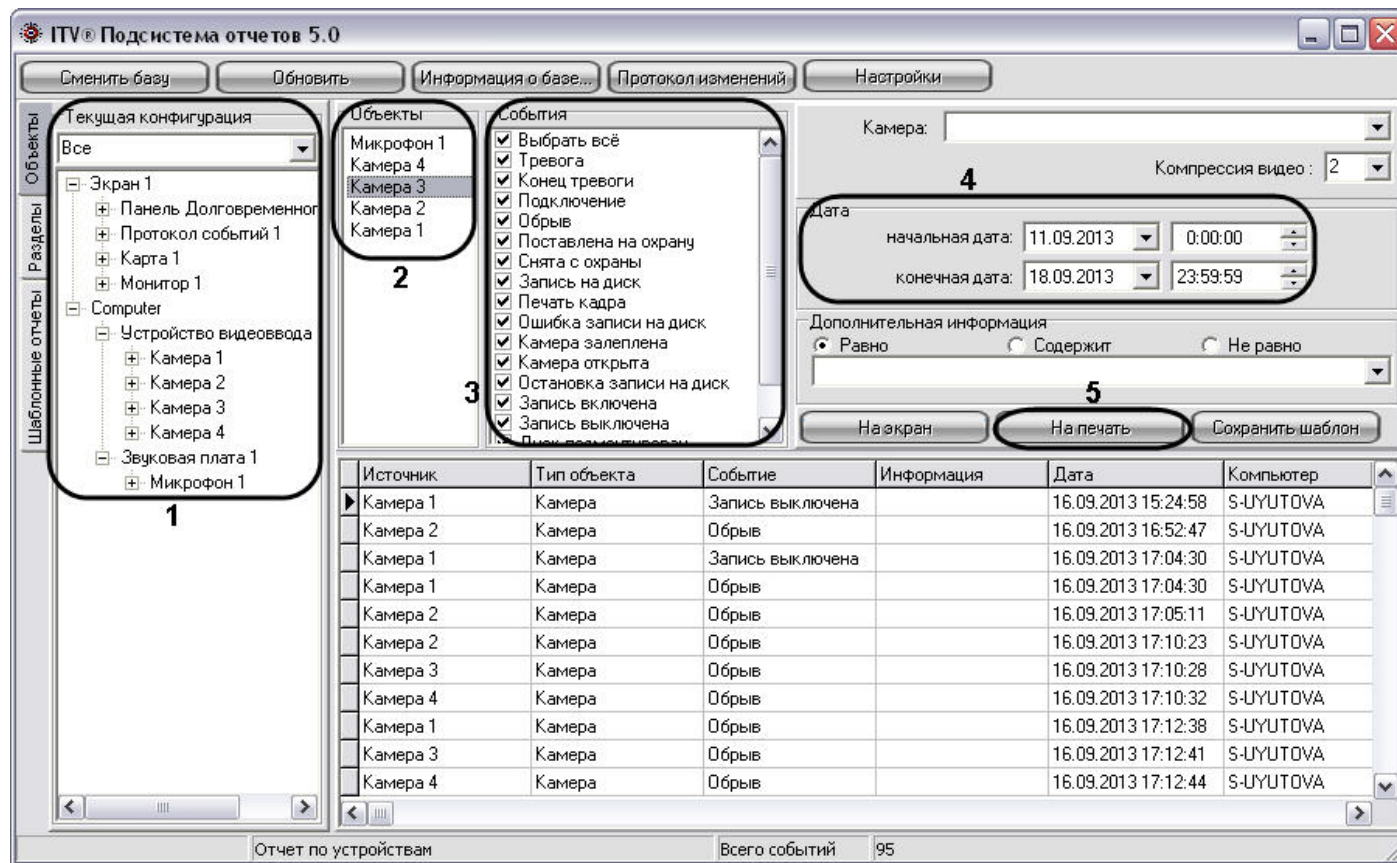 ITV® Подсистема отчетов 5.0
Сменить базу Обновить Информация о базе... Протокол изменений Настройки
Объекты
Разделы
Шаблонные отчеты
Текущая конфигурация
Все
Экран 1
Панель Долговременног
Протокол событий 1
Карта 1
Монитор 1
Computer
Устройство видеоввода
Камера 1
Камера 2
Камера 3
Камера 4
Звуковая плата 1
Микрофон 1
1
Объекты
Микрофон 1
Камера 4
Камера 3
Камера 2
Камера 1
2
События
Выбрать всё
Тревога
Конец тревоги
Подключение
Обрыв
Поставлена на охрану
Снята с охраны
Запись на диск
Печать кадра
Ошибка записи на диск
Камера залеплена
Камера открыта
Остановка записи на диск
Запись включена
Запись выключена
3
Камера:
Компрессия видео : 2
4
Дата
начальная дата: 11.09.2013 0:00:00
конечная дата: 18.09.2013 23:59:59
Дополнительная информация
Равно Содержит Не равно
5
На экран На печать Сохранить шаблон
Источник Тип объекта Событие Информация Дата Компьютер
Камера 1 Камера Запись выключена 16.09.2013 15:24:58 S-UYUTOVA
Камера 2 Камера Обрыв 16.09.2013 16:52:47 S-UYUTOVA
Камера 1 Камера Запись выключена 16.09.2013 17:04:30 S-UYUTOVA
Камера 1 Камера Обрыв 16.09.2013 17:04:30 S-UYUTOVA
Камера 2 Камера Обрыв 16.09.2013 17:05:11 S-UYUTOVA
Камера 2 Камера Обрыв 16.09.2013 17:10:23 S-UYUTOVA
Камера 3 Камера Обрыв 16.09.2013 17:10:28 S-UYUTOVA
Камера 4 Камера Обрыв 16.09.2013 17:10:32 S-UYUTOVA
Камера 1 Камера Обрыв 16.09.2013 17:12:38 S-UYUTOVA
Камера 3 Камера Обрыв 16.09.2013 17:12:41 S-UYUTOVA
Камера 4 Камера Обрыв 16.09.2013 17:12:44 S-UYUTOVA
Отчет по устройствам Всего событий 95